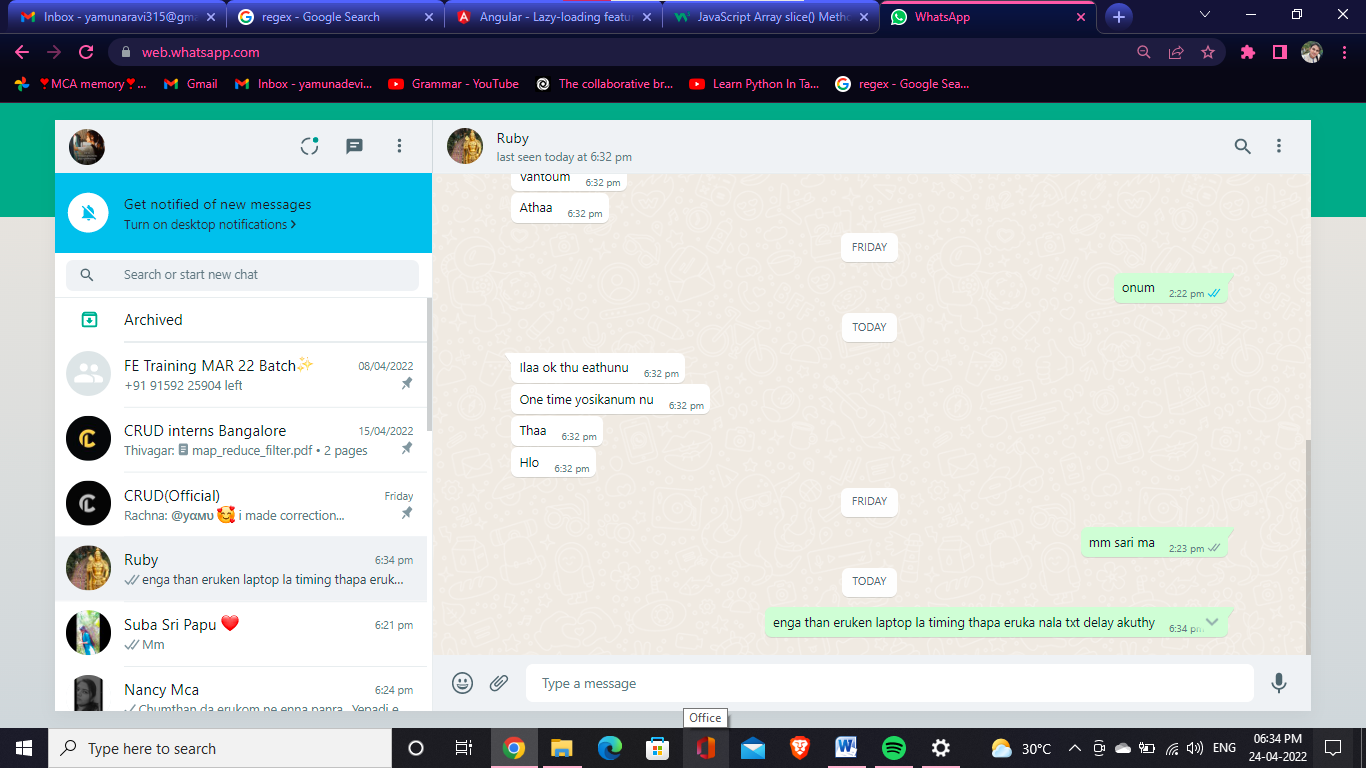 Inbox - yamunaravi315@gma
regex - Google Search
Angular - Lazy-loading featur
JavaScript Array slice() Metho
WhatsApp
web.whatsapp.com
❣MCA memory❣...
Gmail
Inbox - yamunadevi...
Grammar - YouTube
The collaborative br...
Learn Python In Ta...
regex - Google Sea...
Ruby
last seen today at 6:32 pm
Get notified of new messages
Turn on desktop notifications >
Search or start new chat
Archived
FE Training MAR 22 Batch✨ 08/04/2022
+91 91592 25904 left
CRUD interns Bangalore 15/04/2022
Thivagar: map_reduce_filter.pdf • 2 pages
CRUD(Official) Friday
Rachna: @уαмυ 🥰 i made correction...
Ruby 6:34 pm
enga than eruken laptop la timing thapa eruk...
Suba Sri Papu ❤️ 6:21 pm
Mm
Nancy Mca 6:24 pm
Chumthan da erukom ne enna panra.. Yenadi e
Vantoum 6:32 pm
Athaa 6:32 pm
FRIDAY
onum 2:22 pm
TODAY
Ilaa ok thu eathunu 6:32 pm
One time yosikanum nu 6:32 pm
Thaa 6:32 pm
Hlo 6:32 pm
FRIDAY
mm sari ma 2:23 pm
TODAY
enga than eruken laptop la timing thapa eruka nala txt delay akuthy 6:34 pm
Type a message
Office
Type here to search
30°C
ENG
06:34 PM
24-04-2022